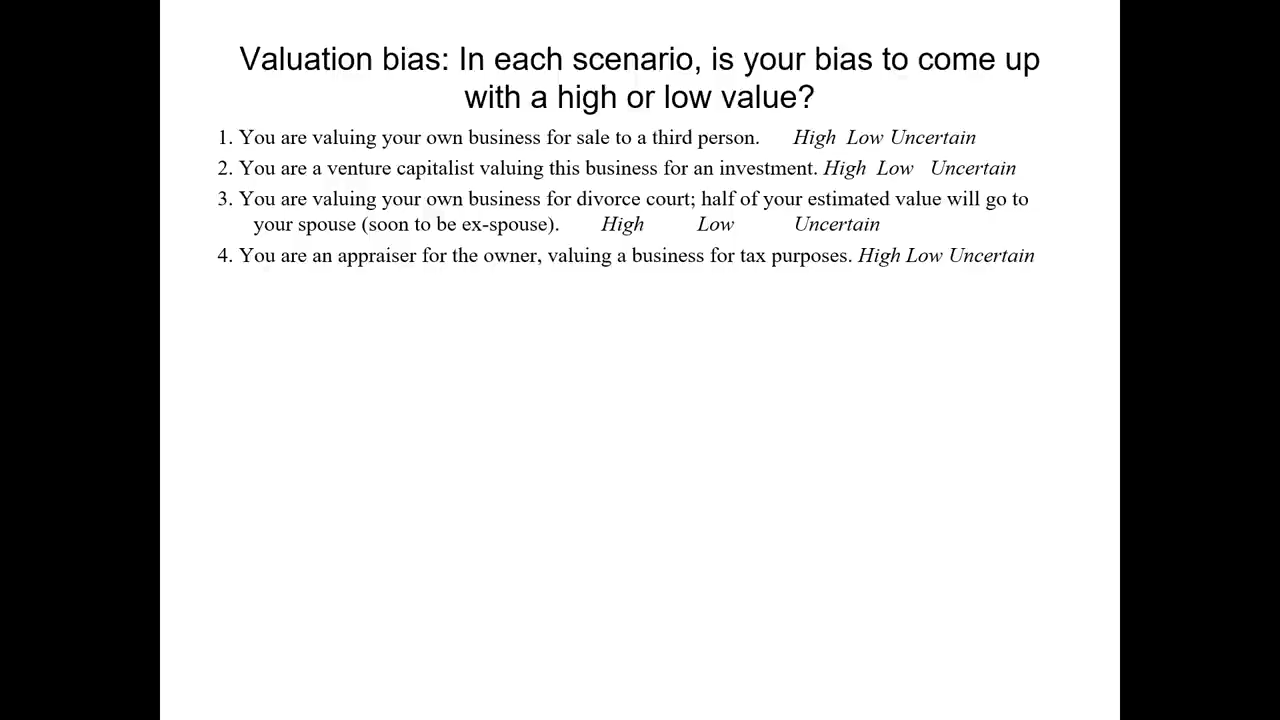 Valuation bias: In each scenario, is your bias to come up
with a high or low value?
1. You are valuing your own business for sale to a third person. High Low Uncertain
2. You are a venture capitalist valuing this business for an investment. High Low Uncertain
3. You are valuing your own business for divorce court; half of your estimated value will go to
your spouse (soon to be ex-spouse). High Low Uncertain
4. You are an appraiser for the owner, valuing a business for tax purposes. High Low Uncertain